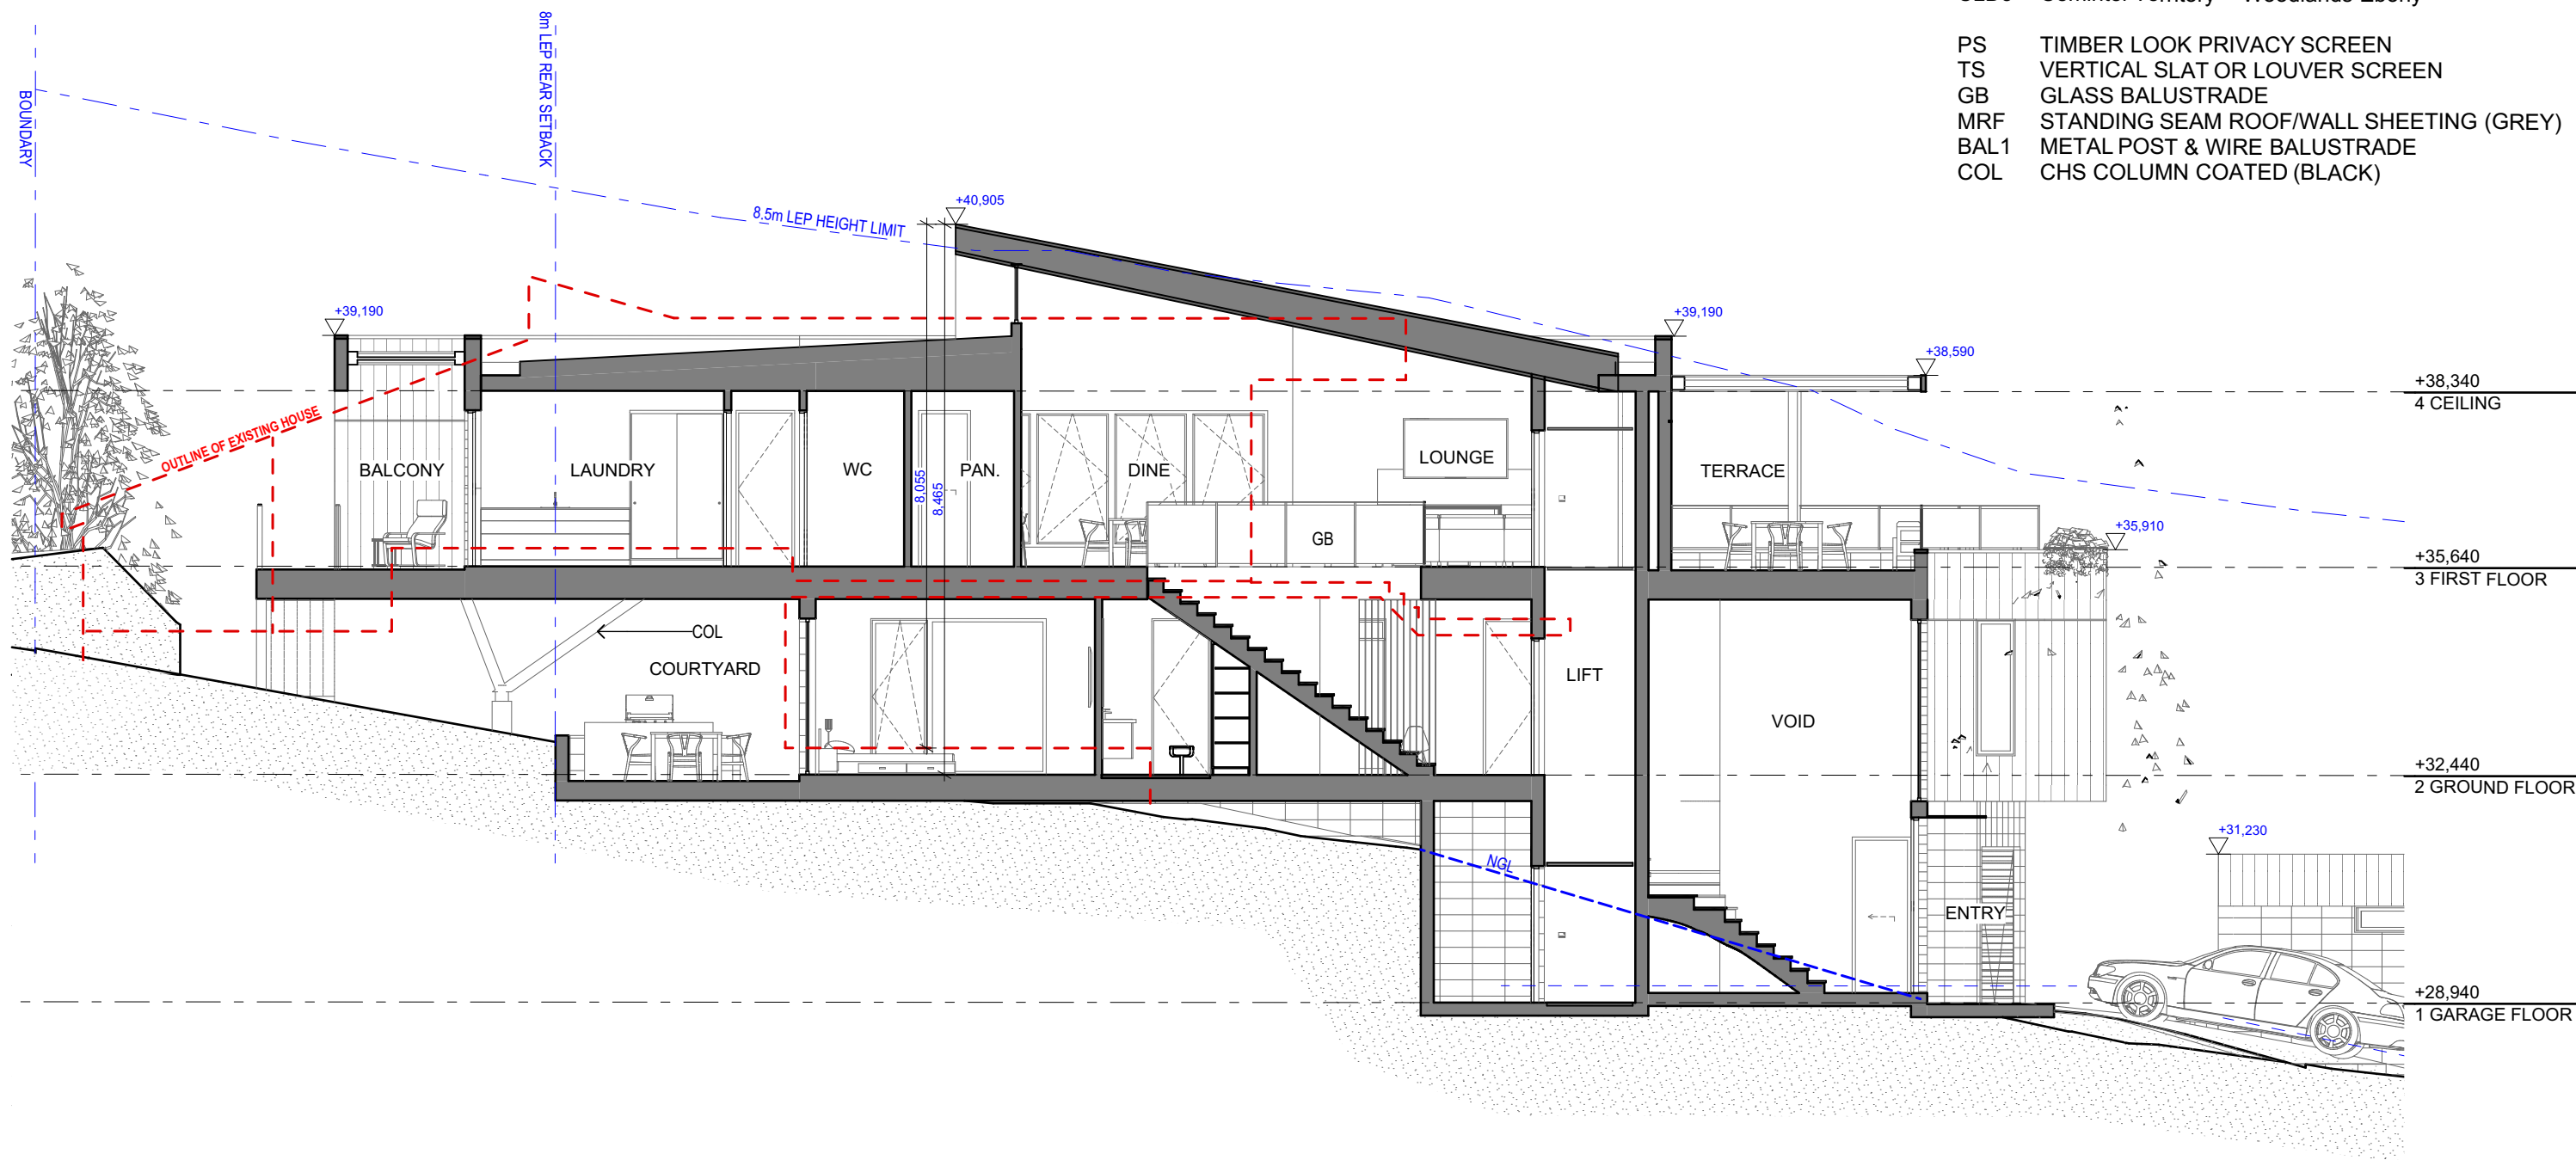 PS TIMBER LOOK PRIVACY SCREEN
TS VERTICAL SLAT OR LOUVER SCREEN
GB GLASS BALUSTRADE
MRF STANDING SEAM ROOF/WALL SHEETING (GREY)
BAL1 METAL POST & WIRE BALUSTRADE
COL CHS COLUMN COATED (BLACK)
BOUNDARY
8m LEP REAR SETBACK
8.5m LEP HEIGHT LIMIT
+40,905
+39,190
+39,190
+38,590
+38,340
4 CEILING
OUTLINE OF EXISTING HOUSE
BALCONY
LAUNDRY
WC
PAN.
DINE
LOUNGE
TERRACE
8,055
8,465
GB
+35,910
+35,640
3 FIRST FLOOR
COL
COURTYARD
LIFT
VOID
+32,440
2 GROUND FLOOR
+31,230
NGL
ENTRY
+28,940
1 GARAGE FLOOR